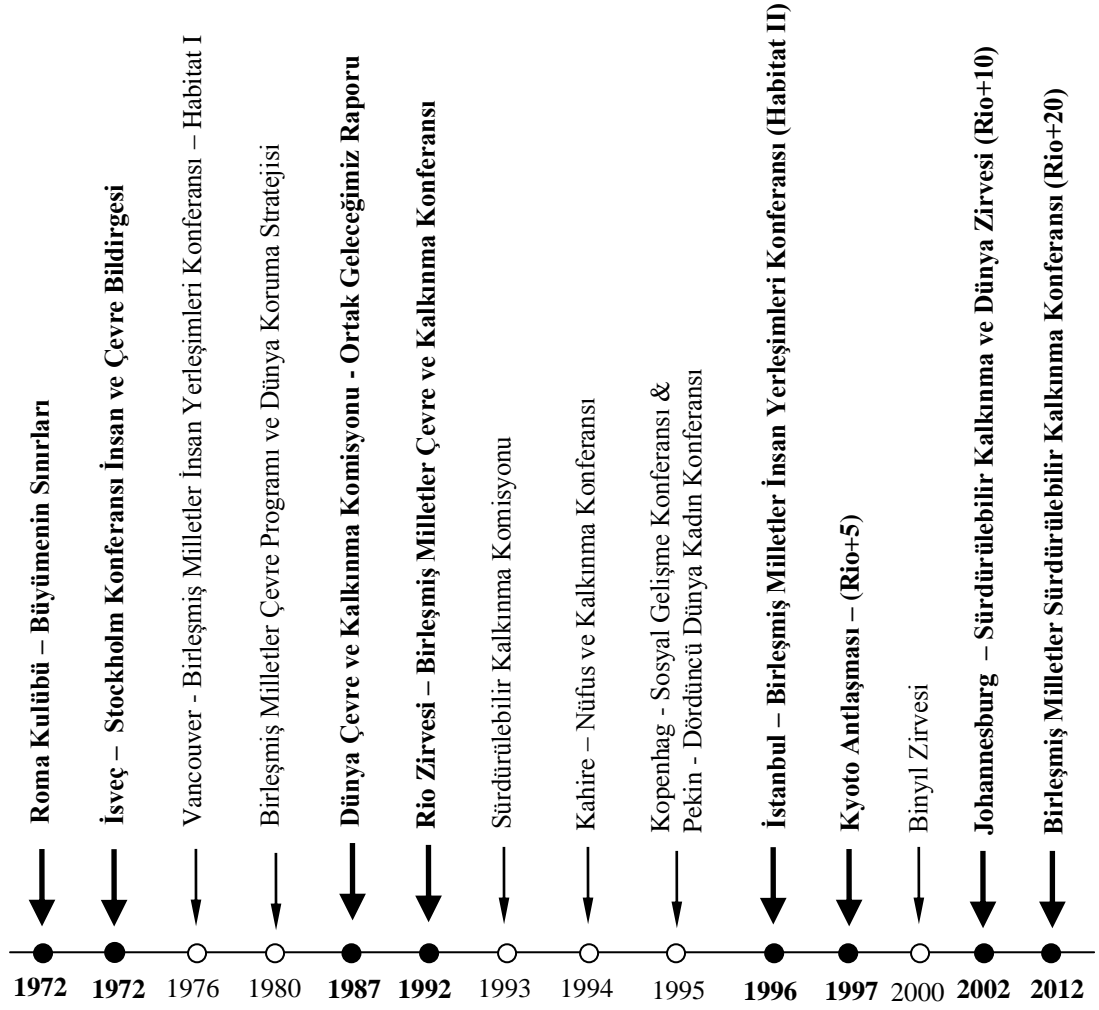 Roma Kulübü – Büyümenin Sınırları
İsveç – Stockholm Konferansı İnsan ve Çevre Bildirgesi
Vancouver - Birleşmiş Milletler İnsan Yerleşimleri Konferansı – Habitat I
Birleşmiş Milletler Çevre Programı ve Dünya Koruma Stratejisi
Dünya Çevre ve Kalkınma Komisyonu - Ortak Geleceğimiz Raporu
Rio Zirvesi – Birleşmiş Milletler Çevre ve Kalkınma Konferansı
Sürdürülebilir Kalkınma Komisyonu
Kahire – Nüfus ve Kalkınma Konferansı
Kopenhag - Sosyal Gelişme Konferansı &
Pekin - Dördüncü Dünya Kadın Konferansı
İstanbul – Birleşmiş Milletler İnsan Yerleşimleri Konferansı (Habitat II)
Kyoto Antlaşması – (Rio+5)
Binyıl Zirvesi
Johannesburg – Sürdürülebilir Kalkınma ve Dünya Zirvesi (Rio+10)
Birleşmiş Milletler Sürdürülebilir Kalkınma Konferansı (Rio+20)
1972 1972 1976 1980 1987 1992 1993 1994 1995 1996 1997 2000 2002 2012